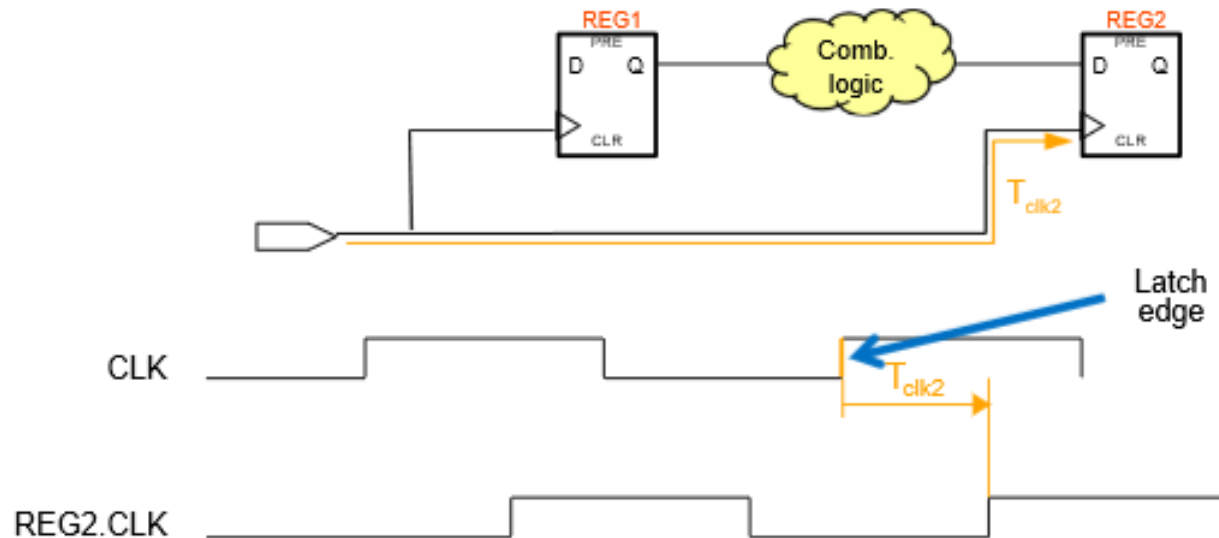 REG1
PRE
D Q
CLR
Comb.
logic
REG2
PRE
D Q
CLR
Tclk2
Latch
edge
CLK
Tclk2
REG2.CLK